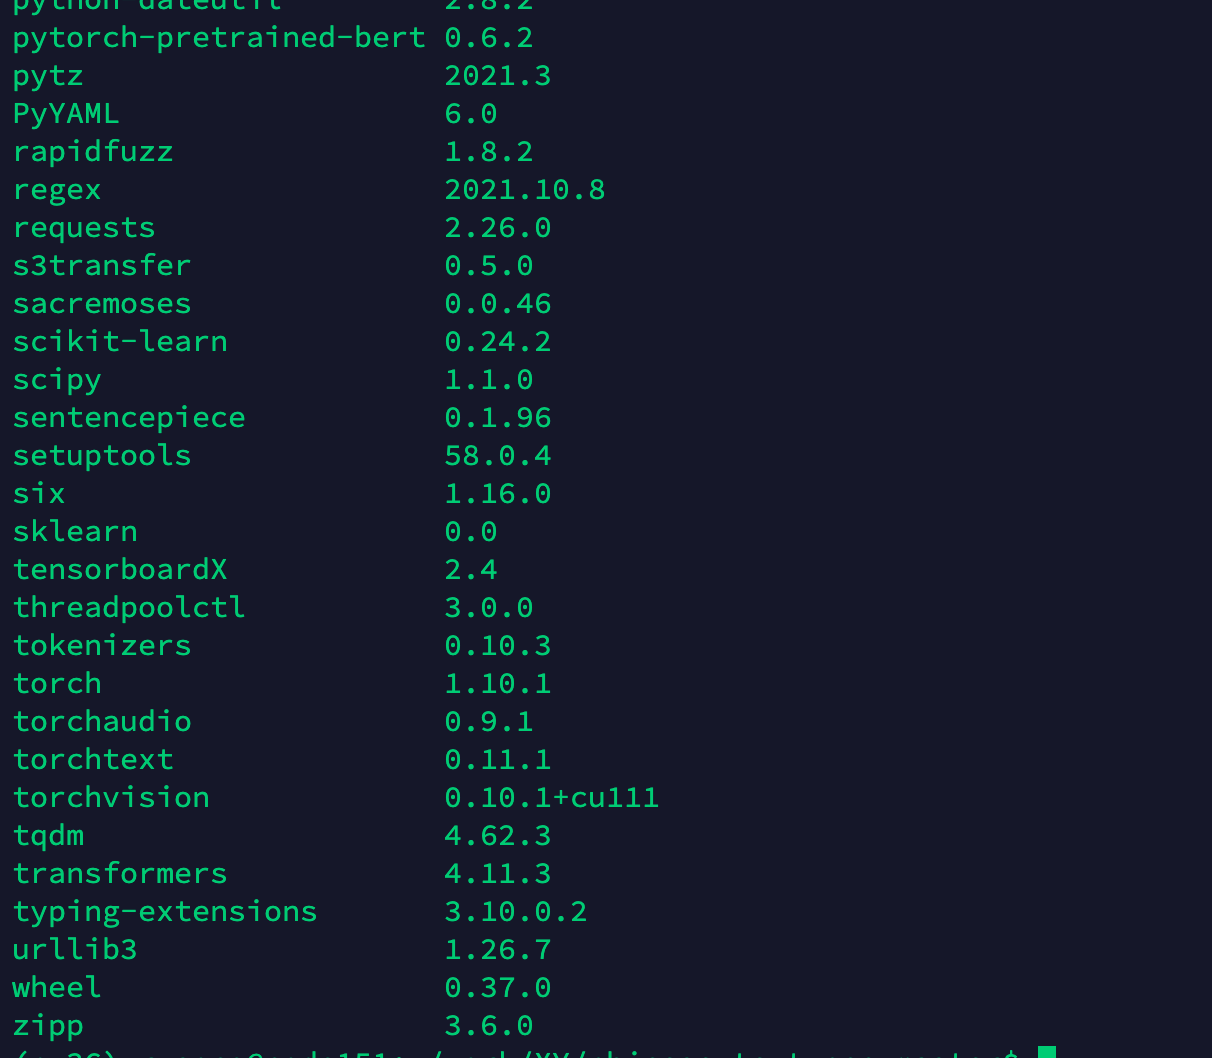 python-dateutil 2.8.2
pytorch-pretrained-bert 0.6.2
pytz 2021.3
PyYAML 6.0
rapidfuzz 1.8.2
regex 2021.10.8
requests 2.26.0
s3transfer 0.5.0
sacremoses 0.0.46
scikit-learn 0.24.2
scipy 1.1.0
sentencepiece 0.1.96
setuptools 58.0.4
six 1.16.0
sklearn 0.0
tensorboardX 2.4
threadpoolctl 3.0.0
tokenizers 0.10.3
torch 1.10.1
torchaudio 0.9.1
torchtext 0.11.1
torchvision 0.10.1+cu111
tqdm 4.62.3
transformers 4.11.3
typing-extensions 3.10.0.2
urllib3 1.26.7
wheel 0.37.0
zipp 3.6.0